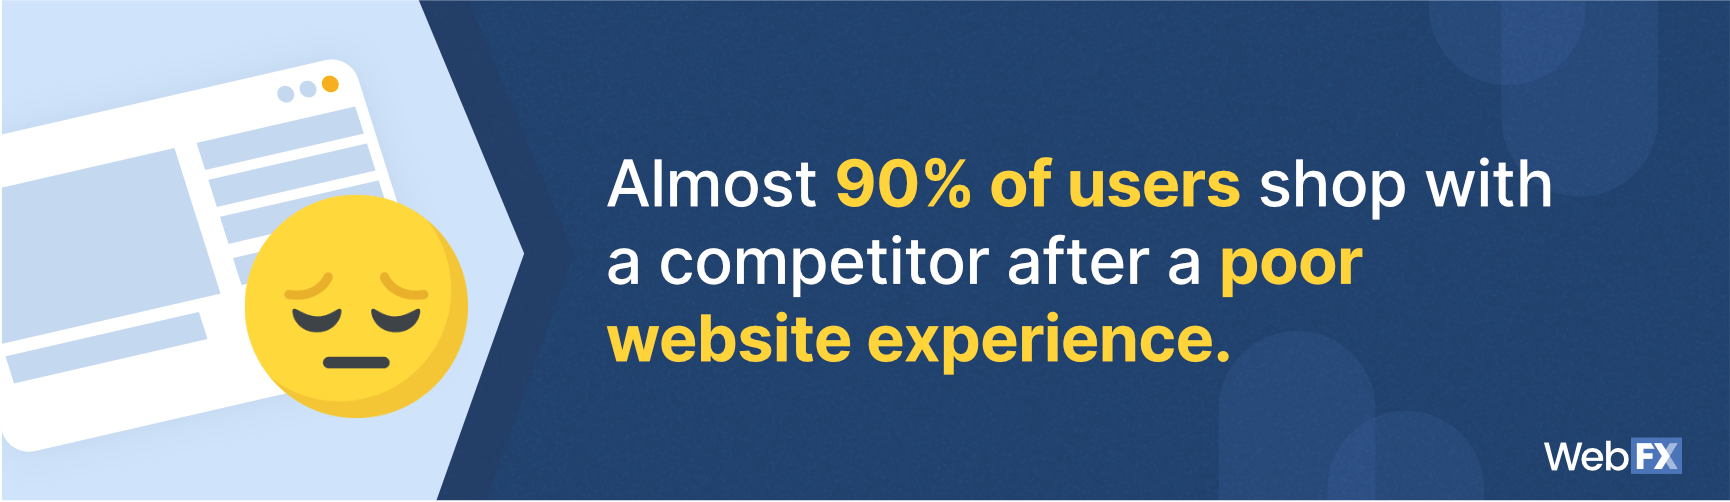 Almost 90% of users shop with
a competitor after a poor
website experience.
WebFX